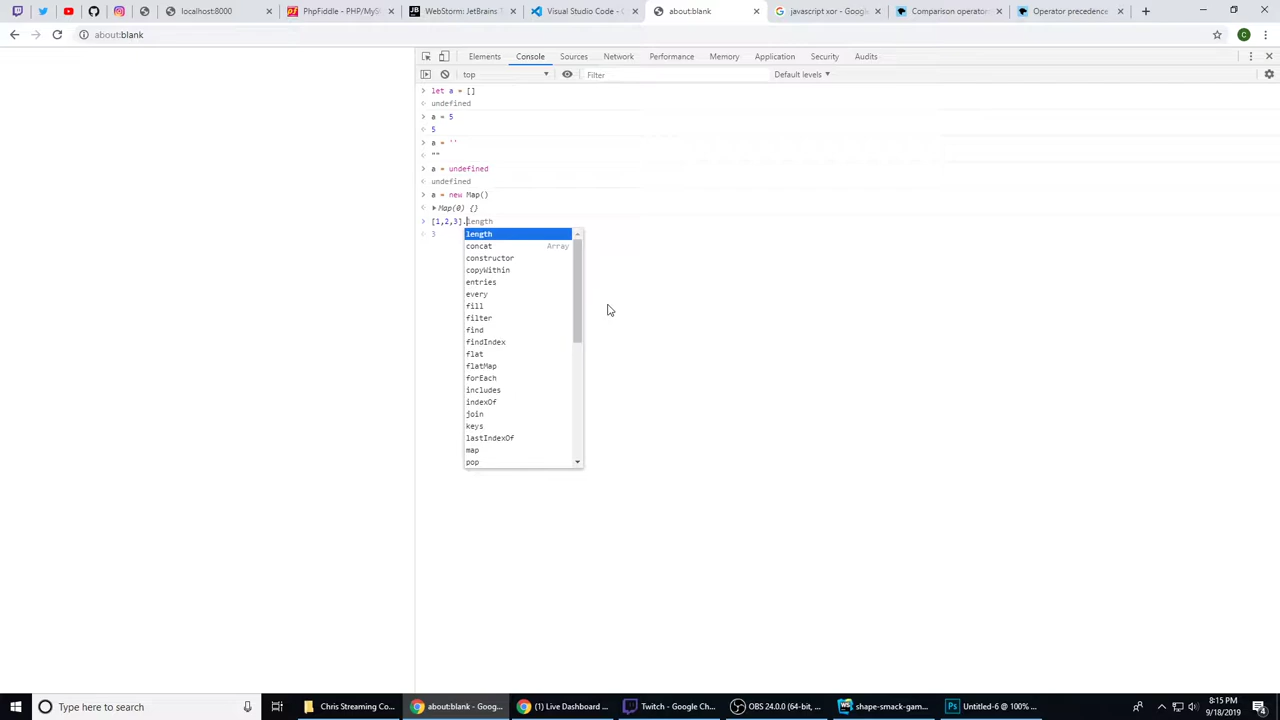 localhost:8000
PhpFiddle - PHP/MyS
WebStorm: JetBrains T
Visual Studio Code - C
about:blank
javascript xor - Google
Comparison operator
Operator precedence
about:blank
C
Elements Console Sources Network Performance Memory Application Security Audits
top Filter Default levels
let a = []
undefined
a = 5
5
a = ''
""
a = undefined
undefined
a = new Map()
Map(0) {}
[1,2,3].length
3
length
concat Array
constructor
copyWithin
entries
every
fill
filter
find
findIndex
flat
flatMap
forEach
includes
indexOf
join
keys
lastIndexOf
map
pop
Type here to search
Chris Streaming Co...
about:blank - Goog...
(1) Live Dashboard ...
Twitch - Google Ch...
OBS 24.0.0 (64-bit, ...
shape-smack-gam...
Untitled-6 @ 100% ...
8:15 PM
9/18/2019